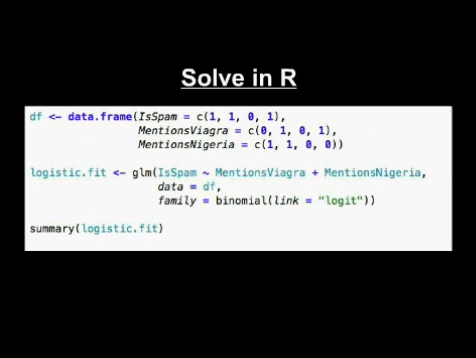 Solve in R
df <- data.frame(IsSpam = c(1, 1, 0, 1),
MentionsViagra = c(0, 1, 0, 1),
MentionsNigeria = c(1, 1, 0, 0))
logistic.fit <- glm(IsSpam ~ MentionsViagra + MentionsNigeria,
data = df,
family = binomial(link = "logit"))
summary(logistic.fit)